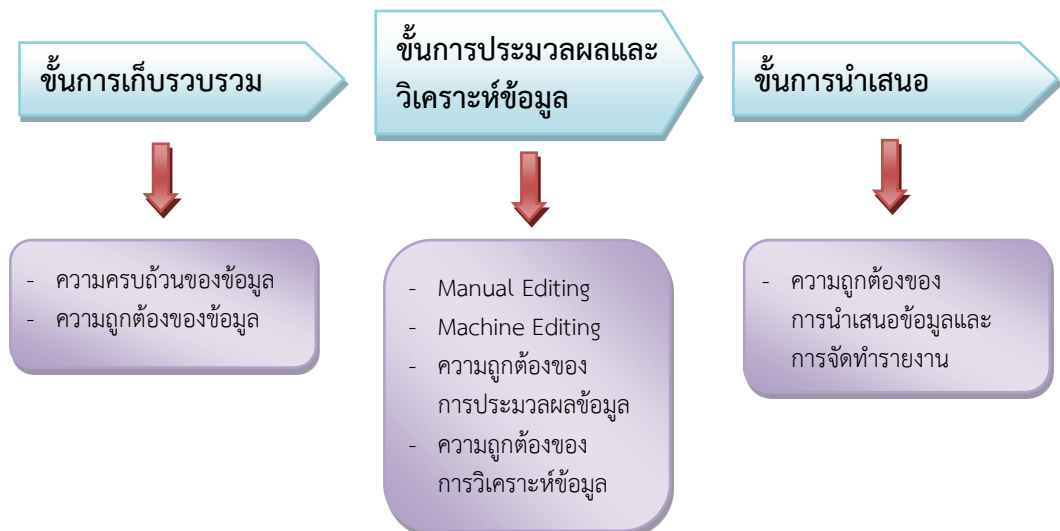 ขั้นการเก็บรวบรวม
ขั้นการประมวลผลและ
วิเคราะห์ข้อมูล
ขั้นการนำเสนอ
- ความครบถ้วนของข้อมูล
- ความถูกต้องของข้อมูล
- Manual Editing
- Machine Editing
- ความถูกต้องของ
การประมวลผลข้อมูล
- ความถูกต้องของ
การวิเคราะห์ข้อมูล
- ความถูกต้องของ
การนำเสนอข้อมูลและ
การจัดทำรายงาน